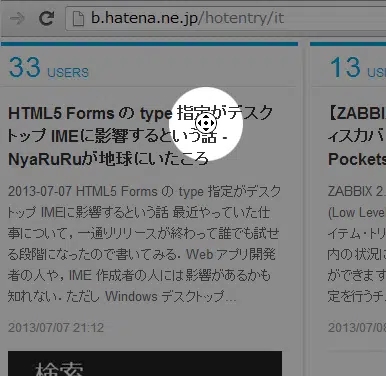 b.hatena.ne.jp/hotentry/it
33 USERS
HTML5 Forms の type 指定がデスク
トップ IMEに影響するという話 -
NyaRuRuが地球にいたころ
2013-07-07 HTML5 Forms の type 指定がデスク
トップ IMEに影響するという話 最近やっていた仕
事について，一通りリリースが終わって誰でも試せ
る段階になったので書いてみる．Web アプリ開発
者の人や，IME 作成者の人には影響があるかも
知れない．ただし Windows デスクトップ...
2013/07/07 21:12
検索
13 USER
【ZABBI
ィスカバ
Pockets
ZABBIX 2.
(Low Level
イテム・トリ
内の状況に
ができます
定を行うチ
2013/07/08